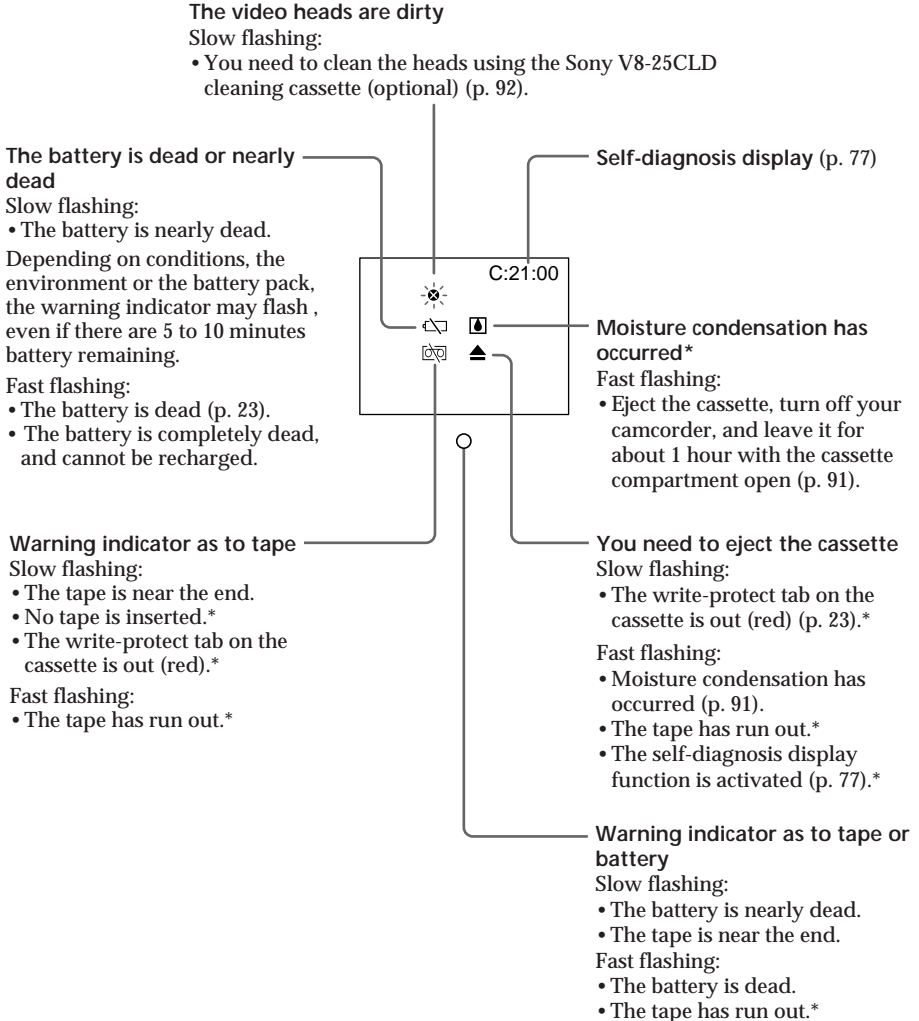 The video heads are dirty
Slow flashing:
• You need to clean the heads using the Sony V8-25CLD
cleaning cassette (optional) (p. 92).
The battery is dead or nearly
dead
Slow flashing:
• The battery is nearly dead.
Depending on conditions, the
environment or the battery pack,
the warning indicator may flash ,
even if there are 5 to 10 minutes
battery remaining.
Fast flashing:
• The battery is dead (p. 23).
• The battery is completely dead,
and cannot be recharged.
Warning indicator as to tape
Slow flashing:
• The tape is near the end.
• No tape is inserted.*
• The write-protect tab on the
cassette is out (red).*
Fast flashing:
• The tape has run out.*
C:21:00
Self-diagnosis display (p. 77)
Moisture condensation has
occurred*
Fast flashing:
• Eject the cassette, turn off your
camcorder, and leave it for
about 1 hour with the cassette
compartment open (p. 91).
You need to eject the cassette
Slow flashing:
• The write-protect tab on the
cassette is out (red) (p. 23).*
Fast flashing:
• Moisture condensation has
occurred (p. 91).
• The tape has run out.*
• The self-diagnosis display
function is activated (p. 77).*
Warning indicator as to tape or
battery
Slow flashing:
• The battery is nearly dead.
• The tape is near the end.
Fast flashing:
• The battery is dead.
• The tape has run out.*